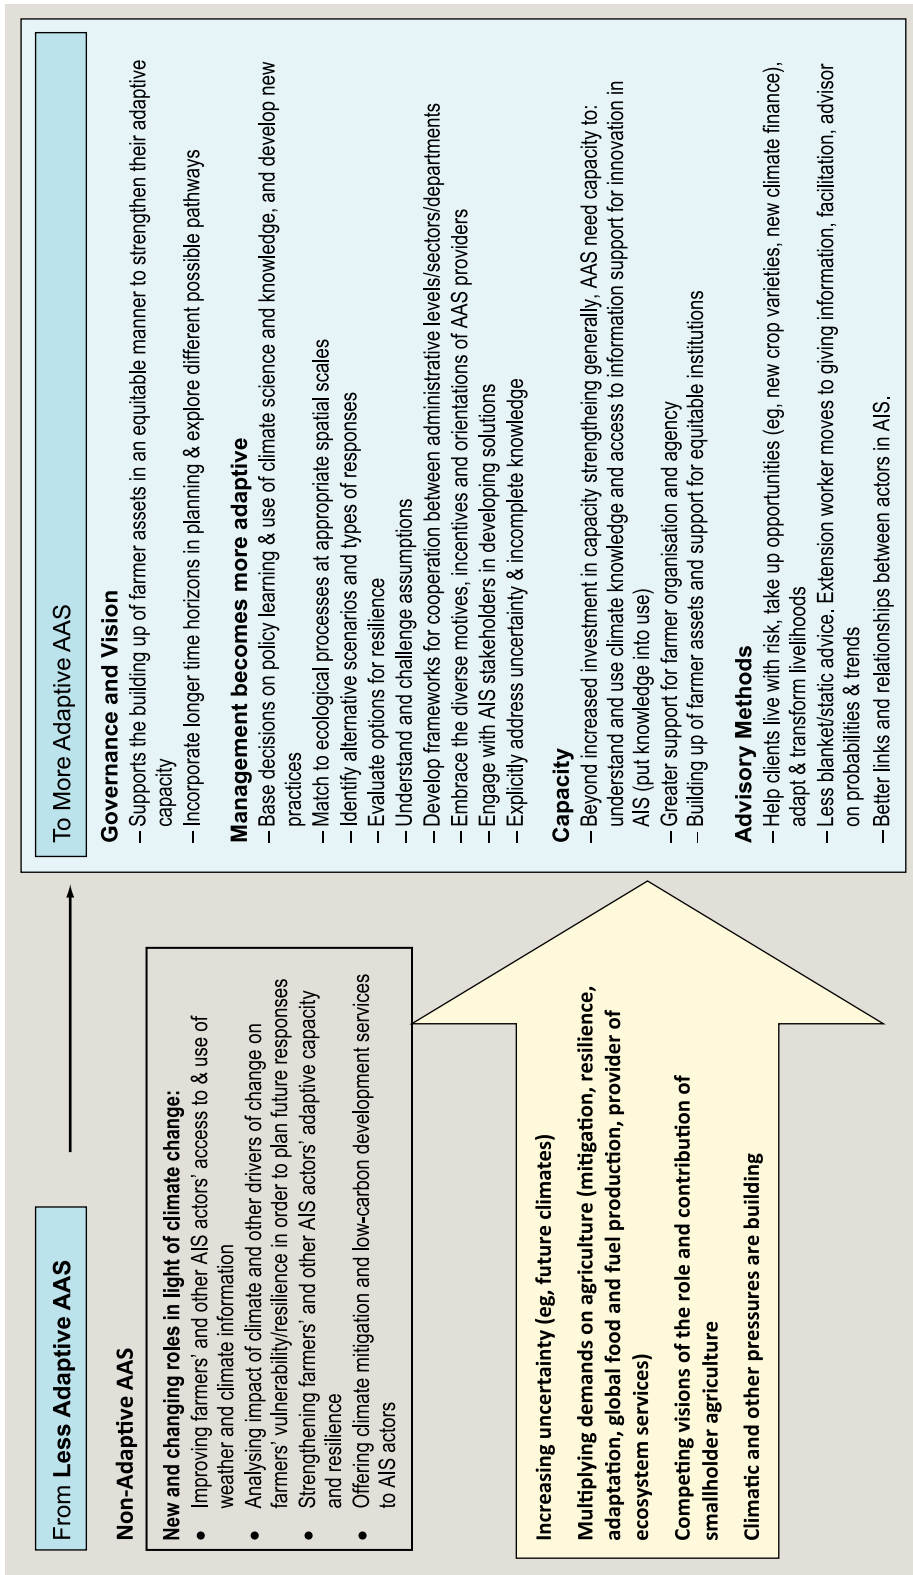 From Less Adaptive AAS
Non-Adaptive AAS
New and changing roles in light of climate change:
• Improving farmers' and other AIS actors' access to & use of
weather and climate information
• Analysing impact of climate and other drivers of change on
farmers' vulnerability/resilience in order to plan future responses
• Strengthening farmers' and other AIS actors' adaptive capacity
and resilience
• Offering climate mitigation and low-carbon development services
to AIS actors
Increasing uncertainty (eg, future climates)
Multiplying demands on agriculture (mitigation, resilience,
adaptation, global food and fuel production, provider of
ecosystem services)
Competing visions of the role and contribution of
smallholder agriculture
Climatic and other pressures are building
To More Adaptive AAS
Governance and Vision
– Supports the building up of farmer assets in an equitable manner to strengthen their adaptive
capacity
– Incorporate longer time horizons in planning & explore different possible pathways
Management becomes more adaptive
– Base decisions on policy learning & use of climate science and knowledge, and develop new
practices
– Match to ecological processes at appropriate spatial scales
– Identify alternative scenarios and types of responses
– Evaluate options for resilience
– Understand and challenge assumptions
– Develop frameworks for cooperation between administrative levels/sectors/departments
– Embrace the diverse motives, incentives and orientations of AAS providers
– Engage with AIS stakeholders in developing solutions
– Explicitly address uncertainty & incomplete knowledge
Capacity
– Beyond increased investment in capacity strengtheing generally, AAS need capacity to:
understand and use climate knowledge and access to information support for innovation in
AIS (put knowledge into use)
– Greater support for farmer organisation and agency
– Building up of farmer assets and support for equitable institutions
Advisory Methods
– Help clients live with risk, take up opportunities (eg, new crop varieties, new climate finance),
adapt & transform livelihoods
– Less blanket/static advice. Extension worker moves to giving information, facilitation, advisor
on probabilities & trends
– Better links and relationships between actors in AIS.